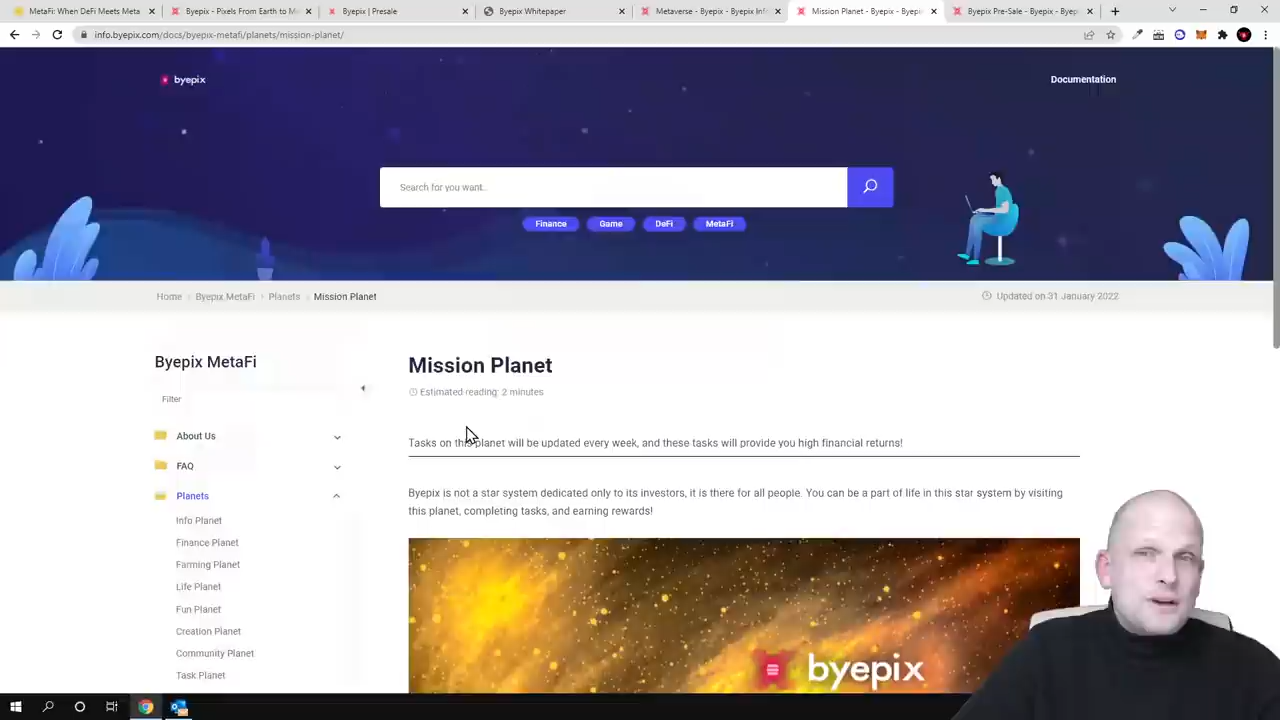 MetaFi: When DeFi Meets Meta
Byepix - Pixels From Earth to M
Byepix | Presale
Byepix Whitepaper
Metaverse - Byepix - Byepix Inf
Mission Planet - Byepix - Byepi
Byepix Pre-Sale - Byepix - Byep
info.byepix.com/docs/byepix-metafi/planets/mission-planet/
byepix
Documentation
Search for you want..
Finance
Game
DeFi
MetaFi
Home
Byepix MetaFi
Planets
Mission Planet
Updated on 31 January 2022
Byepix MetaFi
Filter
About Us
FAQ
Planets
Info Planet
Finance Planet
Farming Planet
Life Planet
Fun Planet
Creation Planet
Community Planet
Task Planet
Mission Planet
Estimated reading: 2 minutes
Tasks on this planet will be updated every week, and these tasks will provide you high financial returns!
Byepix is not a star system dedicated only to its investors, it is there for all people. You can be a part of life in this star system by visiting
this planet, completing tasks, and earning rewards!
byepix